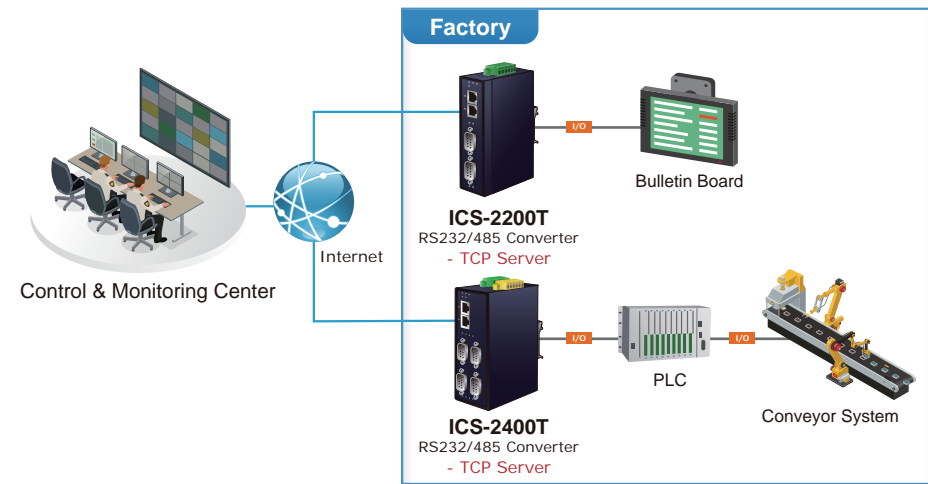 Factory
I/O
Bulletin Board
ICS-2200T
RS232/485 Converter
- TCP Server
Internet
Control & Monitoring Center
I/O
I/O
PLC
Conveyor System
ICS-2400T
RS232/485 Converter
- TCP Server